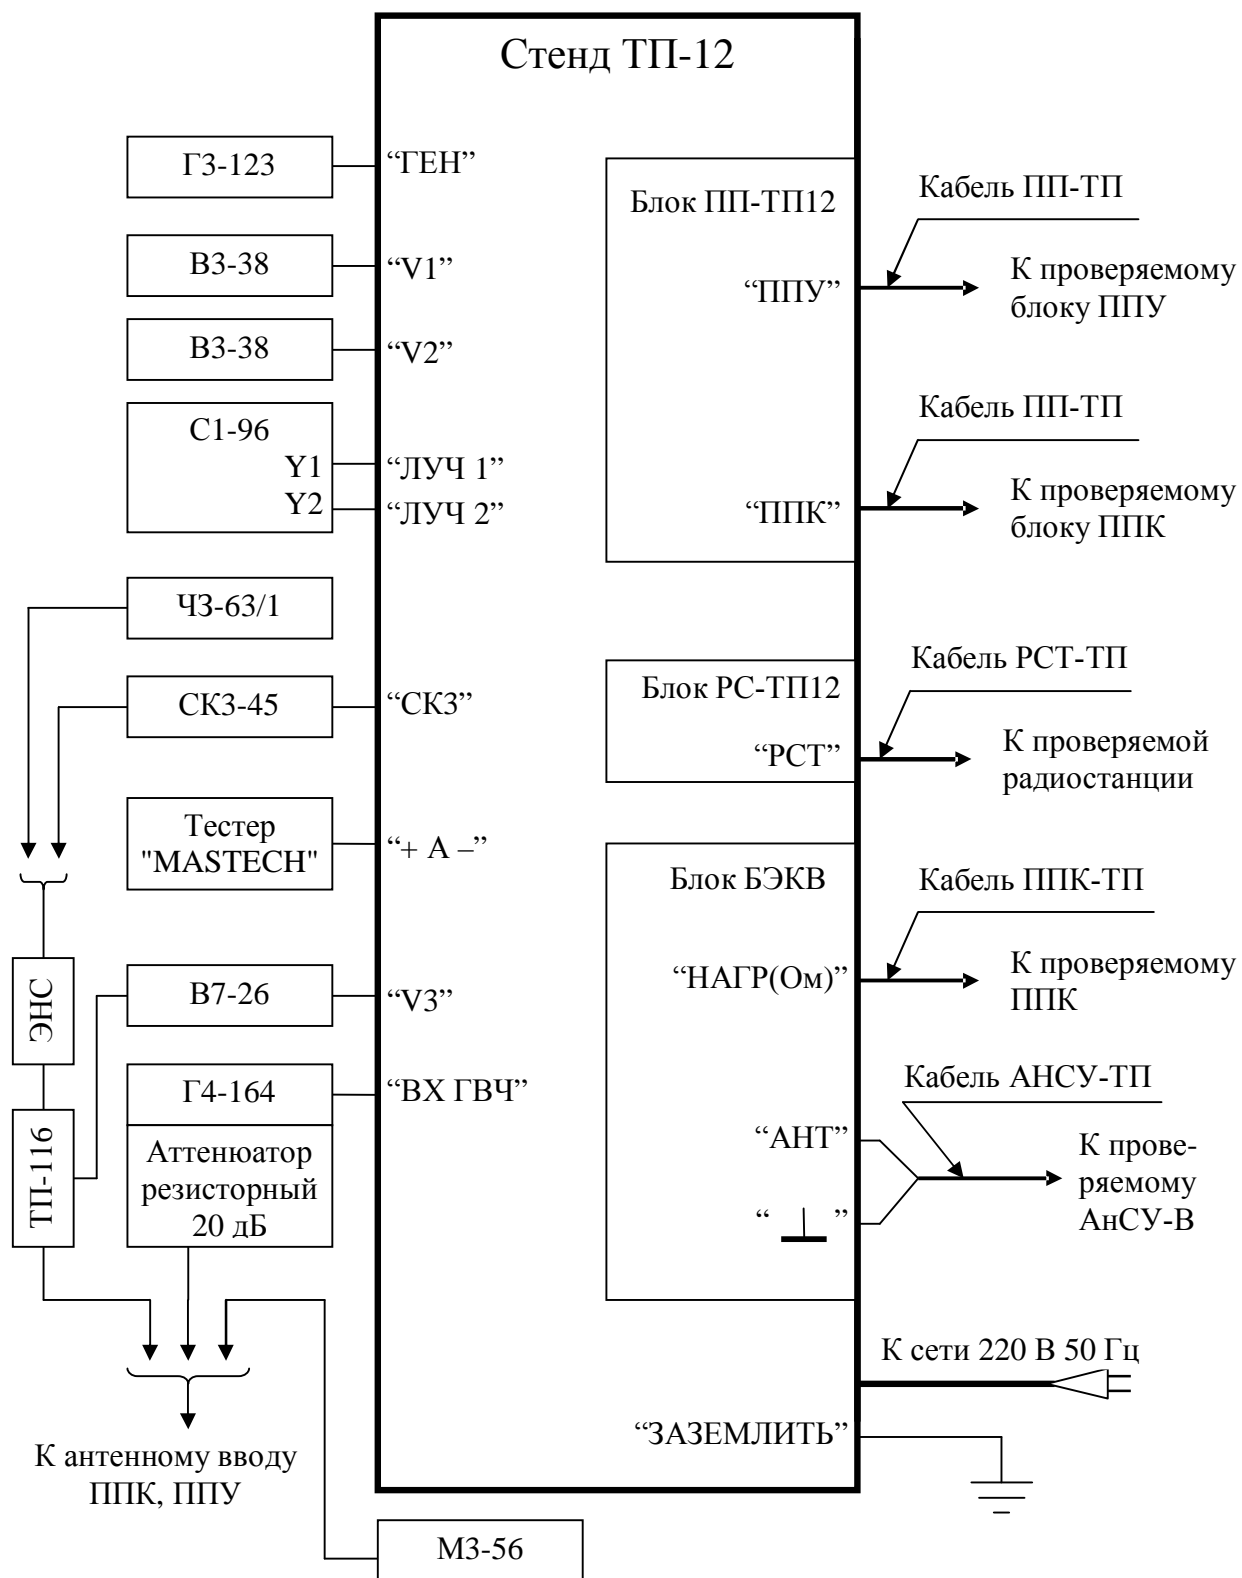 Стенд ТП-12
Г3-123
“ГЕН”
В3-38
“V1”
В3-38
“V2”
С1-96
Y1
“ЛУЧ 1”
Y2
“ЛУЧ 2”
ЧЗ-63/1
СК3-45
“СК3”
Тестер
"MASTECH"
“+ А –”
ЭНС
В7-26
“V3”
Г4-164
“ВХ ГВЧ”
ТП-116
Аттенюатор
резисторный
20 дБ
К антенному вводу
ППК, ППУ
М3-56
Блок ПП-ТП12
“ППУ”
Кабель ПП-ТП
К проверяемому
блоку ППУ
“ППК”
Кабель ПП-ТП
К проверяемому
блоку ППК
Блок РС-ТП12
“РСТ”
Кабель РСТ-ТП
К проверяемой
радиостанции
Блок БЭКВ
“НАГР(Ом)”
Кабель ППК-ТП
К проверяемому
ППК
“АНТ”
“ ”
Кабель АНСУ-ТП
К прове-
ряемому
АнСУ-В
К сети 220 В 50 Гц
“ЗАЗЕМЛИТЬ”